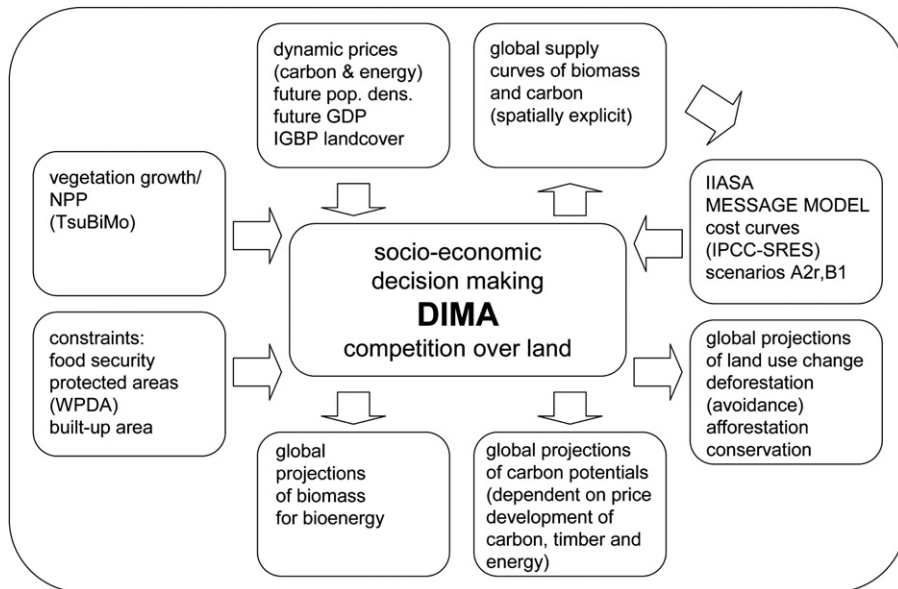 dynamic prices
(carbon & energy)
future pop. dens.
future GDP
IGBP landcover
global supply
curves of biomass
and carbon
(spatially explicit)
vegetation growth/
NPP
(TsuBiMo)
IIASA
MESSAGE MODEL
cost curves
(IPCC-SRES)
scenarios A2r,B1
socio-economic
decision making
DIMA
competition over land
constraints:
food security
protected areas
(WPDA)
built-up area
global projections
of land use change
deforestation
(avoidance)
afforestation
conservation
global
projections
of biomass
for bioenergy
global projections
of carbon potentials
(dependent on price
development of
carbon, timber and
energy)